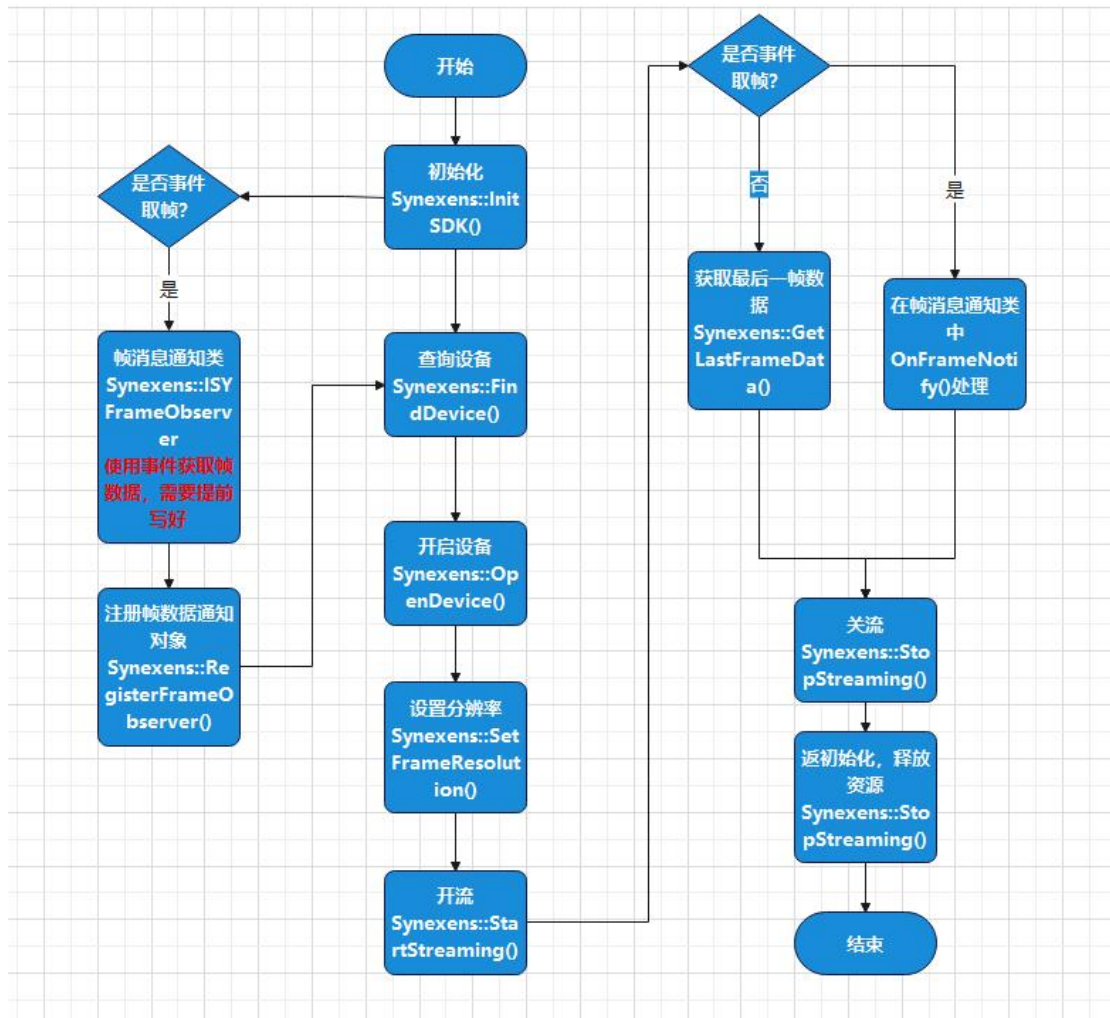 开始
初始化
Synexens::Init
SDK()
是否事件
取帧?
是
帧消息通知类
Synexens::ISY
FrameObserv
er
使用事件获取帧
数据，需要提前
写好
注册帧数据通知
对象
Synexens::Re
gisterFrameO
bserver()
查询设备
Synexens::Fin
dDevice()
开启设备
Synexens::Op
enDevice()
设置分辨率
Synexens::Set
FrameResolut
ion()
开流
Synexens::Sta
rtStreaming()
是否事件
取帧?
否
是
获取最后一帧数
据
Synexens::Get
LastFrameDat
a()
在帧消息通知类
中
OnFrameNoti
fy()处理
关流
Synexens::Sto
pStreaming()
返初始化，释放
资源
Synexens::Sto
pStreaming()
结束